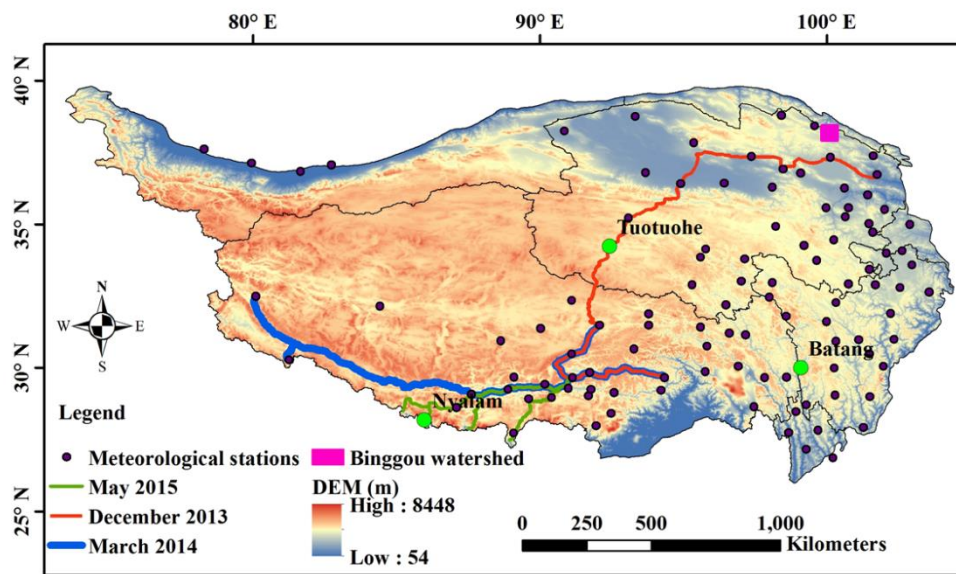 80° E 90° E 100° E
40° N
35° N
30° N
25° N
Tuotuohe
Batang
Nyalam
N
W E
S
Legend
Meteorological stations
May 2015
December 2013
March 2014
Binggou watershed
DEM (m)
High : 8448
Low : 54
0 250 500 1,000
Kilometers